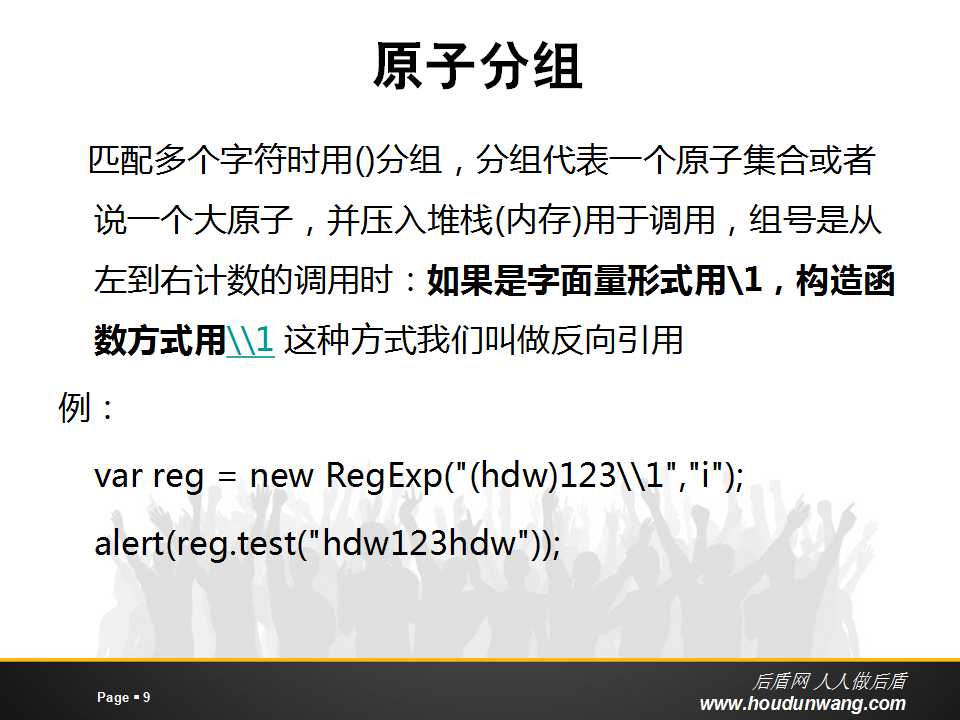 原子分组
匹配多个字符时用()分组，分组代表一个原子集合或者
说一个大原子，并压入堆栈(内存)用于调用，组号是从
左到右计数的调用时：如果是字面量形式用\1，构造函
数方式用\\1 这种方式我们叫做反向引用
例：
var reg = new RegExp("(hdw)123\\1","i");
alert(reg.test("hdw123hdw"));
Page ▪ 9
后盾网 人人做后盾
www.houdunwang.com